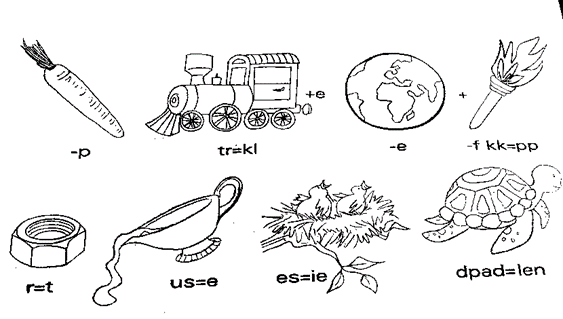 +e
+
-p
tr=kl
-e
-f kk=pp
r=t
us=e
es=ie
dpad=len